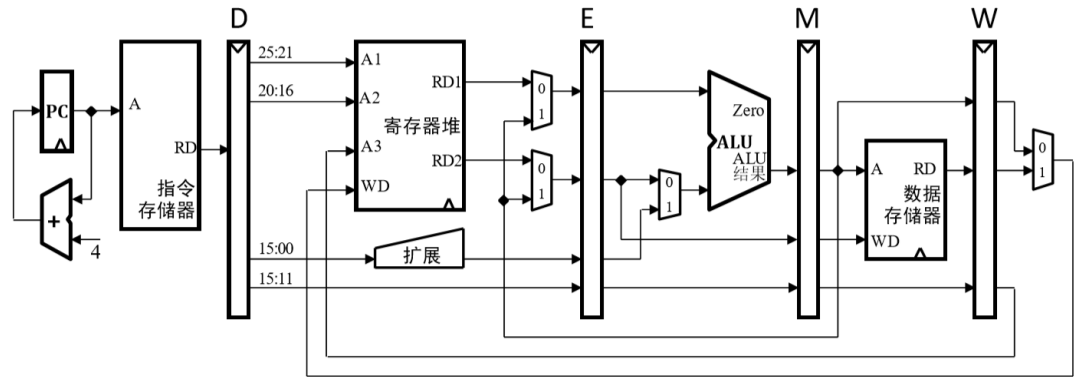 D
E
M
W
25:21
20:16
15:00
15:11
PC
+
4
A
RD
指令
存储器
A1
A2
A3
WD
RD1
RD2
寄存器堆
扩展
0
1
0
1
0
1
Zero
ALU
ALU
结果
A
RD
数据
存储器
WD
0
1